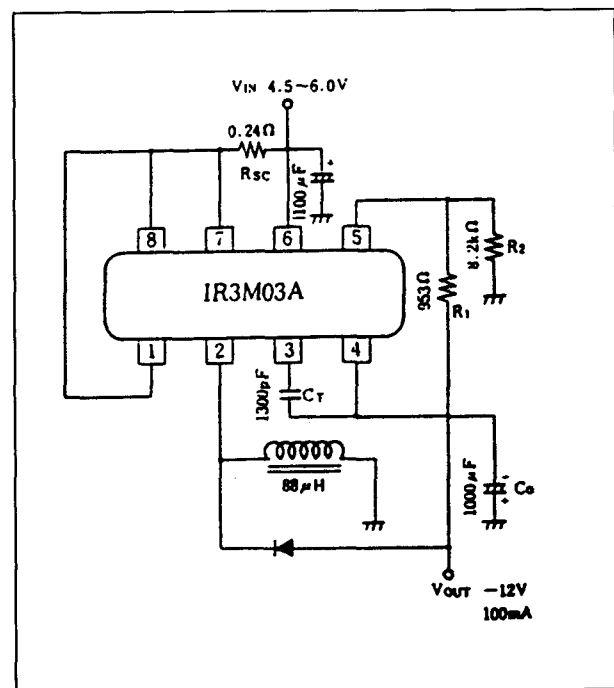 VIN 4.5~6.0V
0.24Ω
RSC
100μF
+
8
7
6
5
8.2kΩ
R2
953Ω
R1
IR3M03A
1
2
3
4
1300pF
CT
88μH
1000μF
-
+
Co
VOUT -12V
100mA